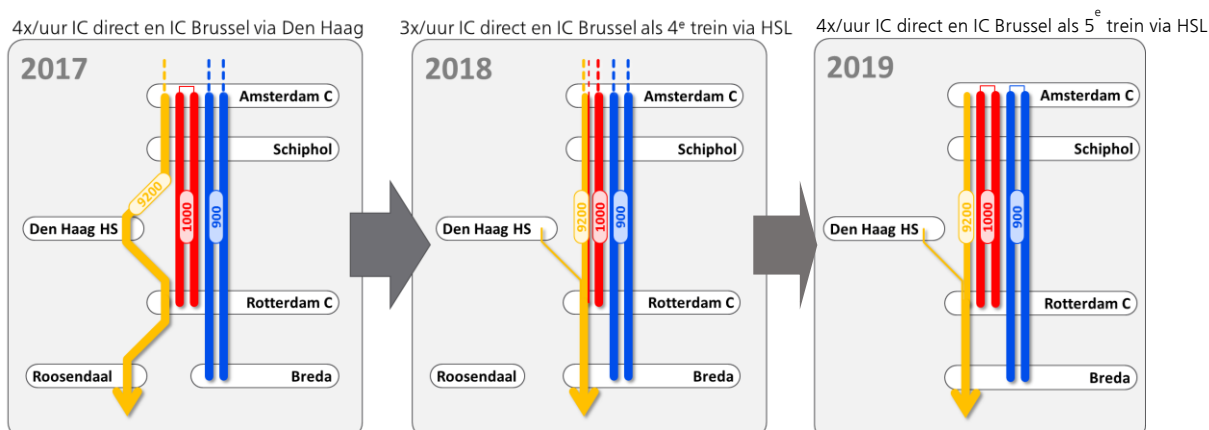 4x/uur IC direct en IC Brussel via Den Haag
2017
Amsterdam C
Schiphol
9200
1000
900
Den Haag HS
Rotterdam C
Roosendaal
Breda
3x/uur IC direct en IC Brussel als 4e trein via HSL
2018
Amsterdam C
Schiphol
9200
1000
900
Den Haag HS
Rotterdam C
Roosendaal
Breda
4x/uur IC direct en IC Brussel als 5e trein via HSL
2019
Amsterdam C
Schiphol
9200
1000
900
Den Haag HS
Rotterdam C
Breda